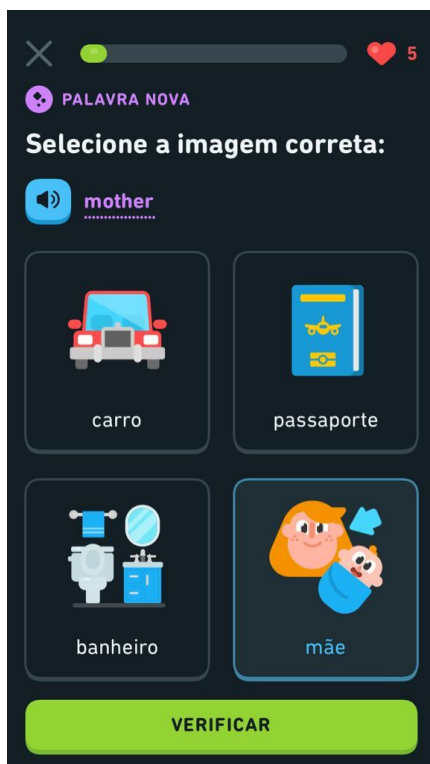 5
PALAVRA NOVA
Selecione a imagem correta:
mother
carro
passaporte
banheiro
mãe
VERIFICAR